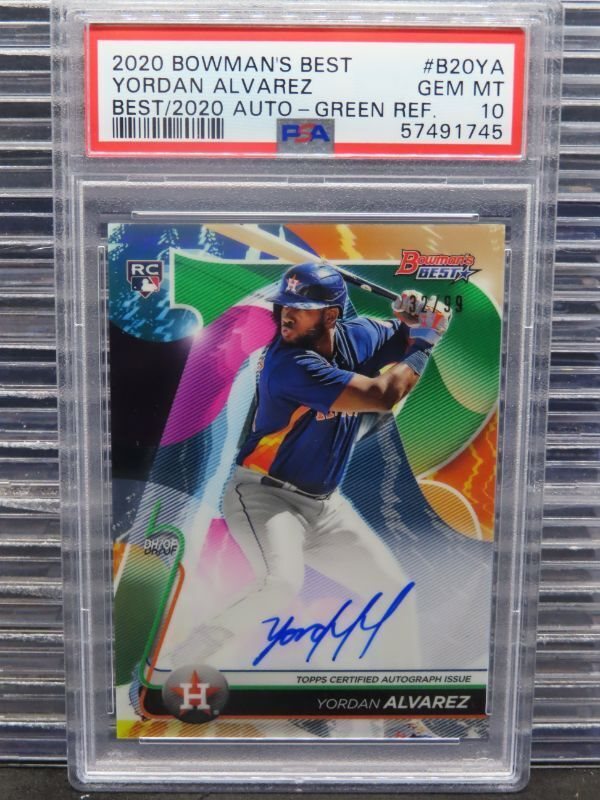 2020 BOWMAN'S BEST #B20YA
YORDAN ALVAREZ GEM MT
BEST/2020 AUTO - GREEN REF. 10
PSA 57491745
RC
Bowman's
BEST
32/99
DH/OF
Yordan
TOPPS CERTIFIED AUTOGRAPH ISSUE
H
YORDAN ALVAREZ